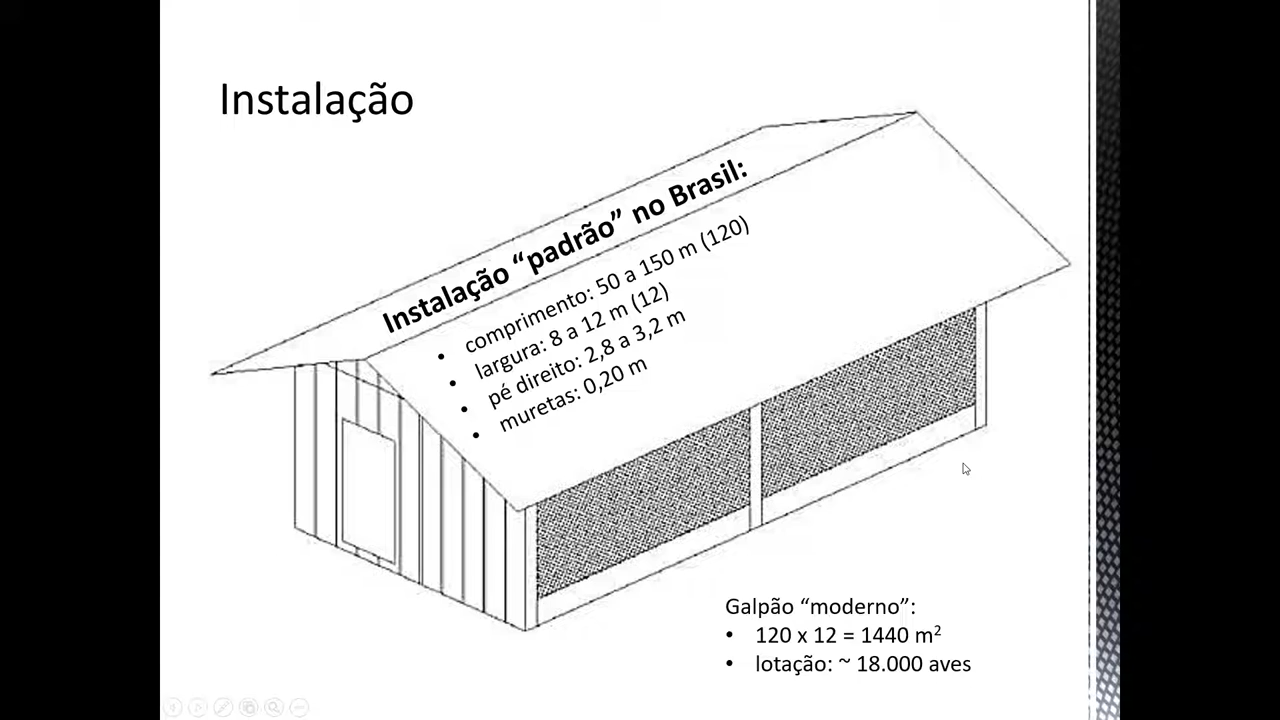 Instalação
Instalação “padrão” no Brasil:
• comprimento: 50 a 150 m (120)
• largura: 8 a 12 m (12)
• pé direito: 2,8 a 3,2 m
• muretas: 0,20 m
Galpão “moderno”:
• 120 x 12 = 1440 m²
• lotação: ~ 18.000 aves